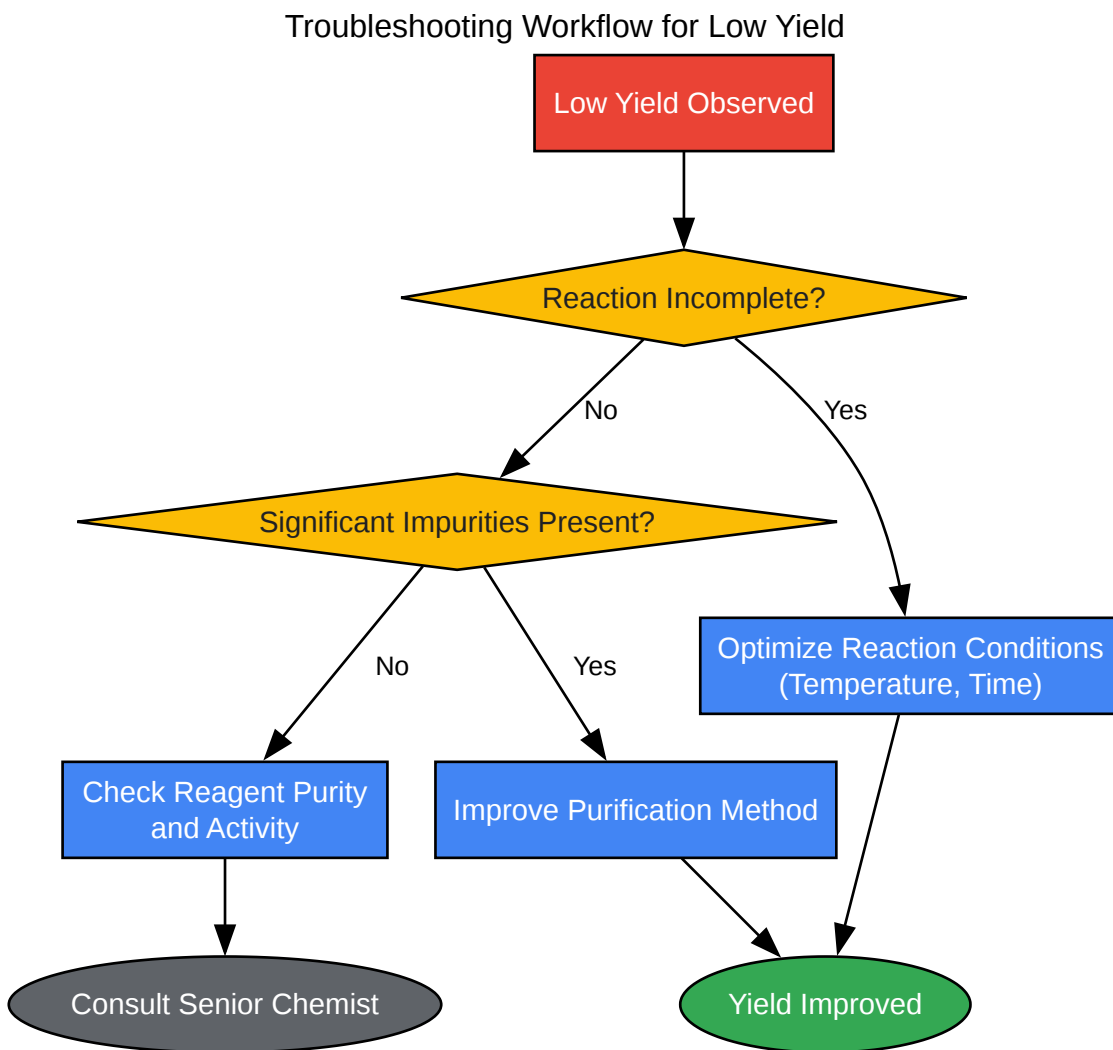 Troubleshooting Workflow for Low Yield
Low Yield Observed
Reaction Incomplete?
No
Yes
Significant Impurities Present?
No
Yes
Optimize Reaction Conditions
(Temperature, Time)
Check Reagent Purity
and Activity
Improve Purification Method
Consult Senior Chemist
Yield Improved